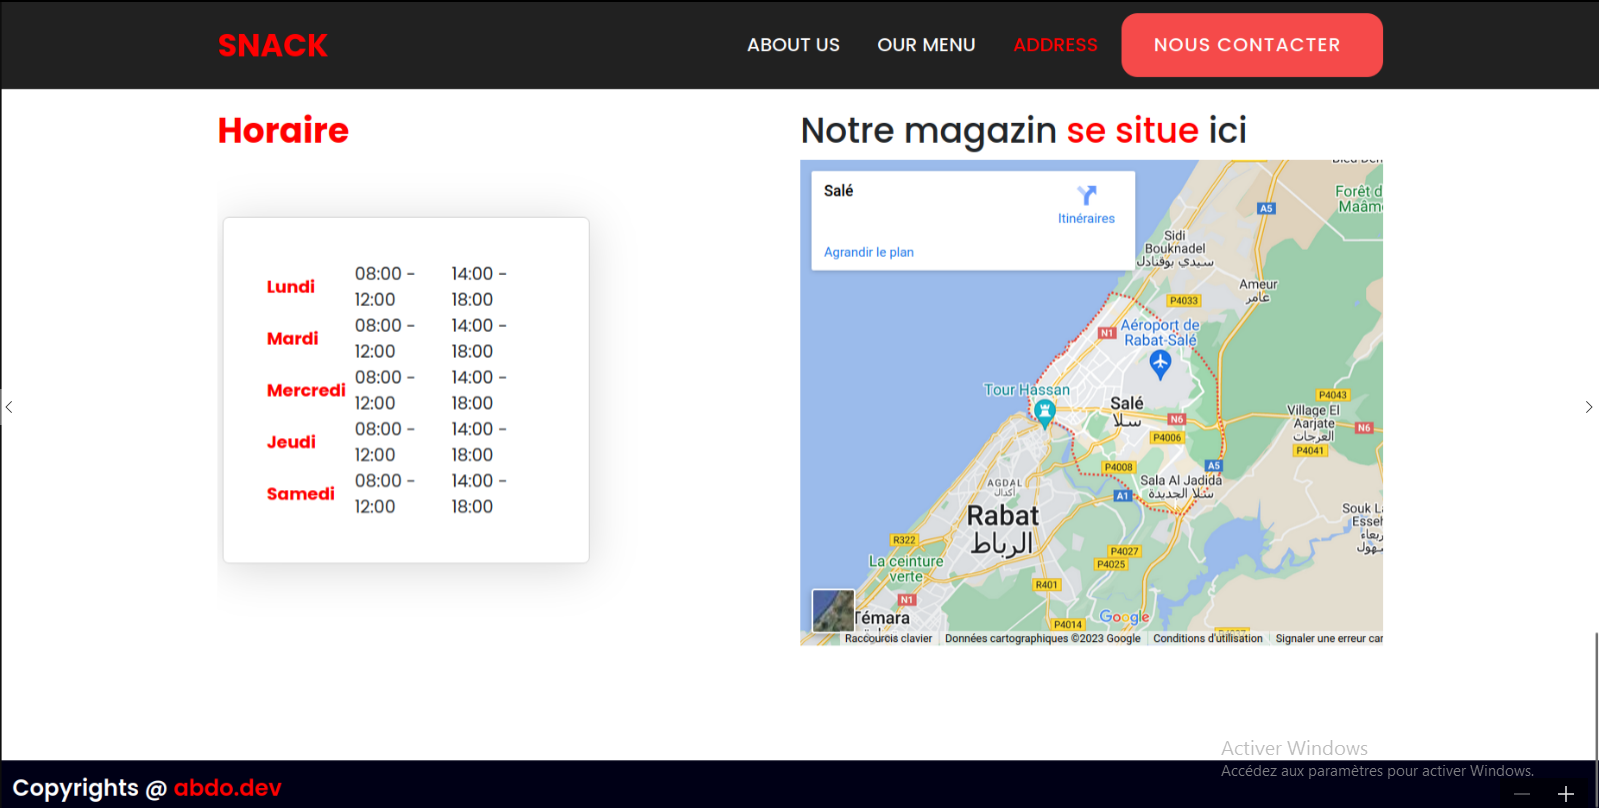 SNACK ABOUT US OUR MENU ADDRESS NOUS CONTACTER
Horaire
Lundi 08:00 - 12:00 14:00 - 18:00
Mardi 08:00 - 12:00 14:00 - 18:00
Mercredi 08:00 - 12:00 14:00 - 18:00
Jeudi 08:00 - 12:00 14:00 - 18:00
Samedi 08:00 - 12:00 14:00 - 18:00
Notre magazin se situe ici
Salé
Itinéraires
Agrandir le plan
Forêt d
Maâm
A5
Sidi
Bouknadel
سيدي بوقنادل
Ameur
عامر
P4033
N1
Aéroport de
Rabat-Salé
Tour Hassan
Salé
سلا
N6
P4006
P4043
Village El
Aarjate
العرجات
N6
P4041
P4008
A5
A1
Sala Al Jadida
سلا الجديدة
AGDAL
أكدال
Rabat
الرباط
Souk L
Essel
R322
La ceinture
verte
P4027
P4025
R401
N1
Google
Témara
P4014
Raccourcis clavier Données cartographiques ©2023 Google Conditions d'utilisation Signaler une erreur car
Activer Windows
Accédez aux paramètres pour activer Windows.
Copyrights @ abdo.dev